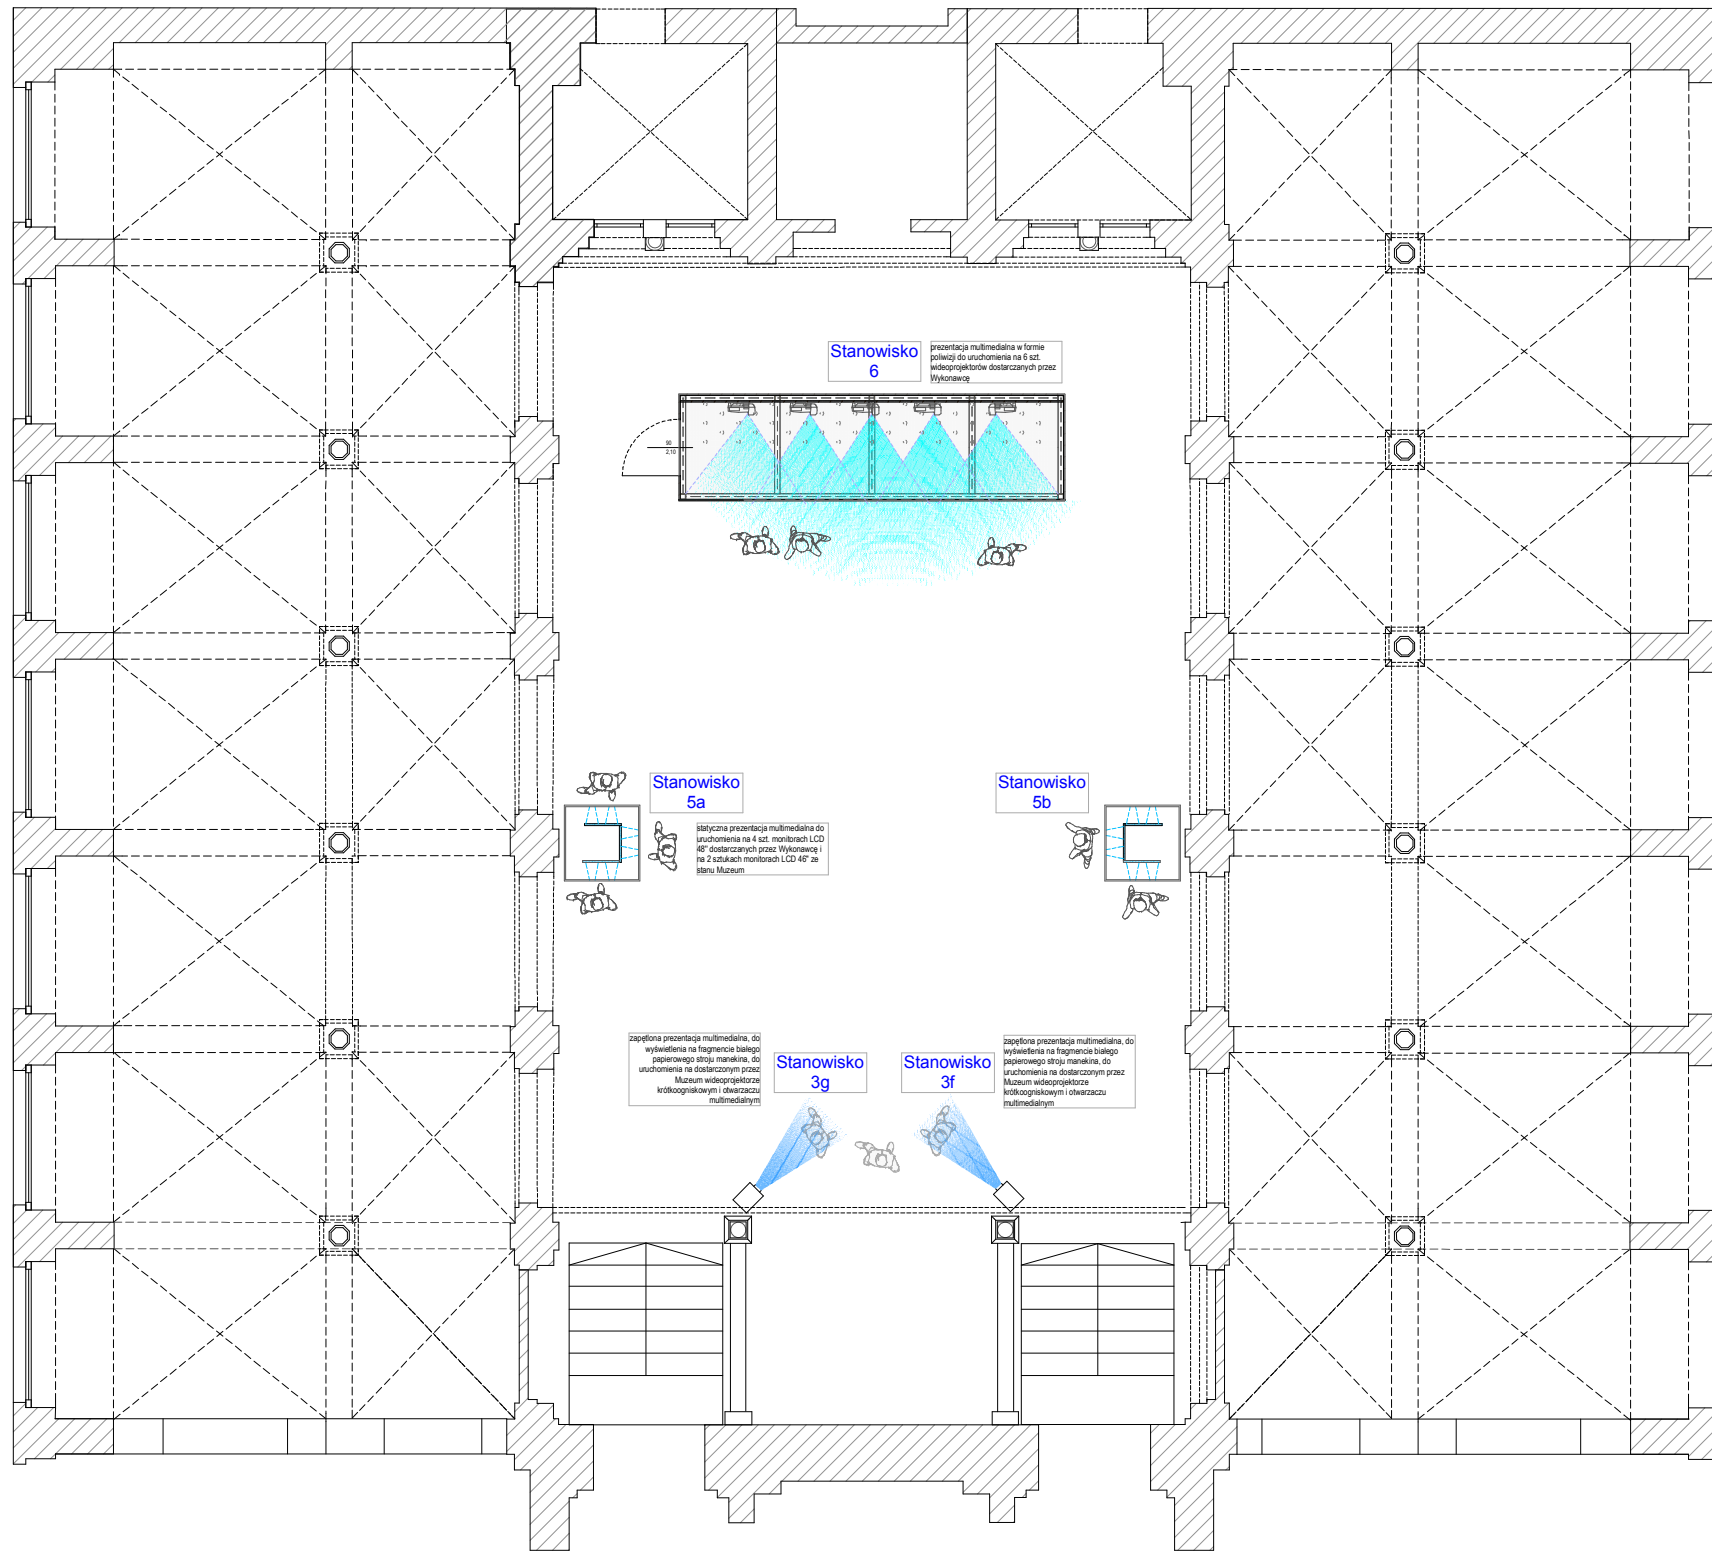 Stanowisko
6
prezentacja multimedialna w formie
poliwizji do uruchomienia na 6 szt.
wideoprojektorów dostarczanych przez
Wykonawcę
90
2,10
Stanowisko
5a
statyczna prezentacja multimedialna do
uruchomienia na 4 szt. monitorach LCD
48" dostarczanych przez Wykonawcę i
na 2 sztukach monitorach LCD 46" ze
stanu Muzeum
Stanowisko
5b
zapętlona prezentacja multimedialna, do
wyświetlenia na fragmencie białego
papierowego stroju manekina, do
uruchomienia na dostarczonym przez
Muzeum wideoprojektorze
krótkoogniskowym i otwarzaczu
multimedialnym
Stanowisko
3g
Stanowisko
3f
zapętlona prezentacja multimedialna, do
wyświetlenia na fragmencie białego
papierowego stroju manekina, do
uruchomienia na dostarczonym przez
Muzeum wideoprojektorze
krótkoogniskowym i otwarzaczu
multimedialnym